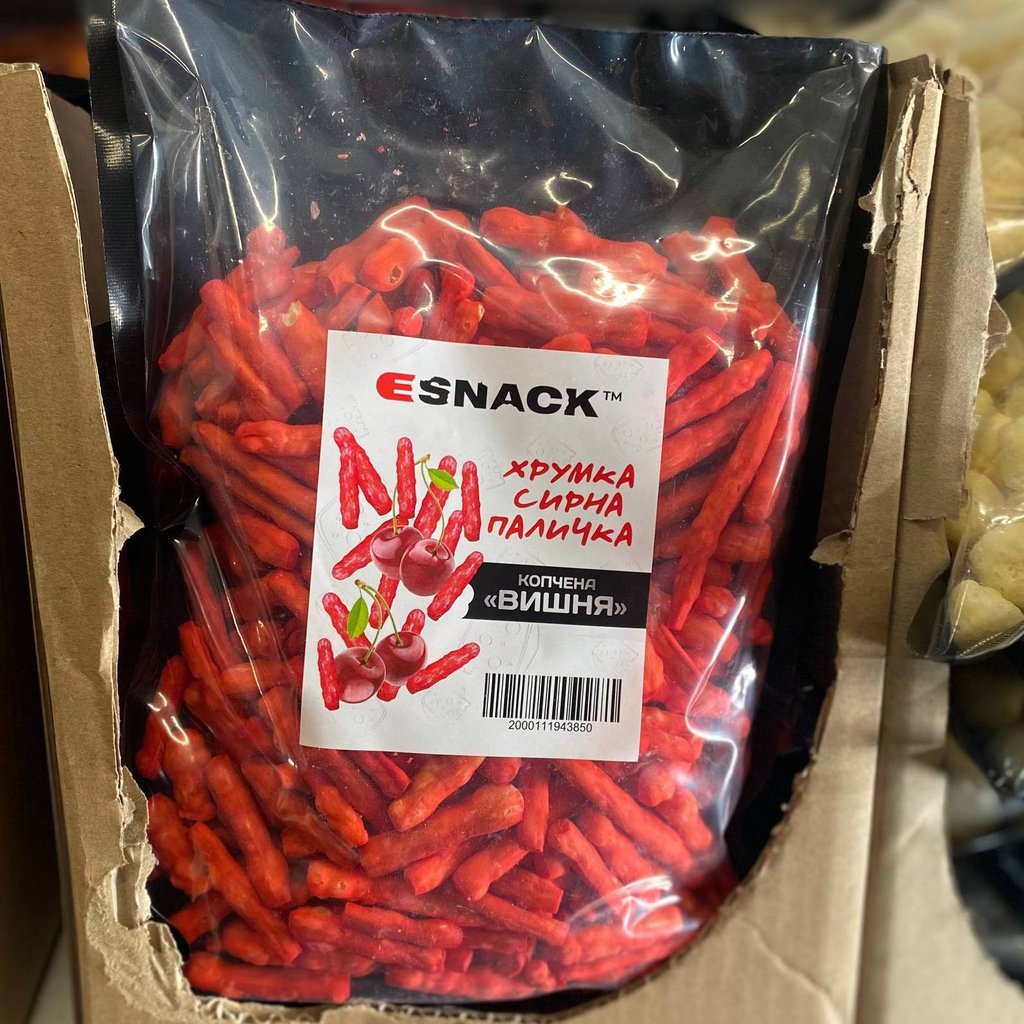 ESNACK™
ХРУМКА
СИРНА
ПАЛИЧКА
КОПЧЕНА
«ВИШНЯ»
2000111943850